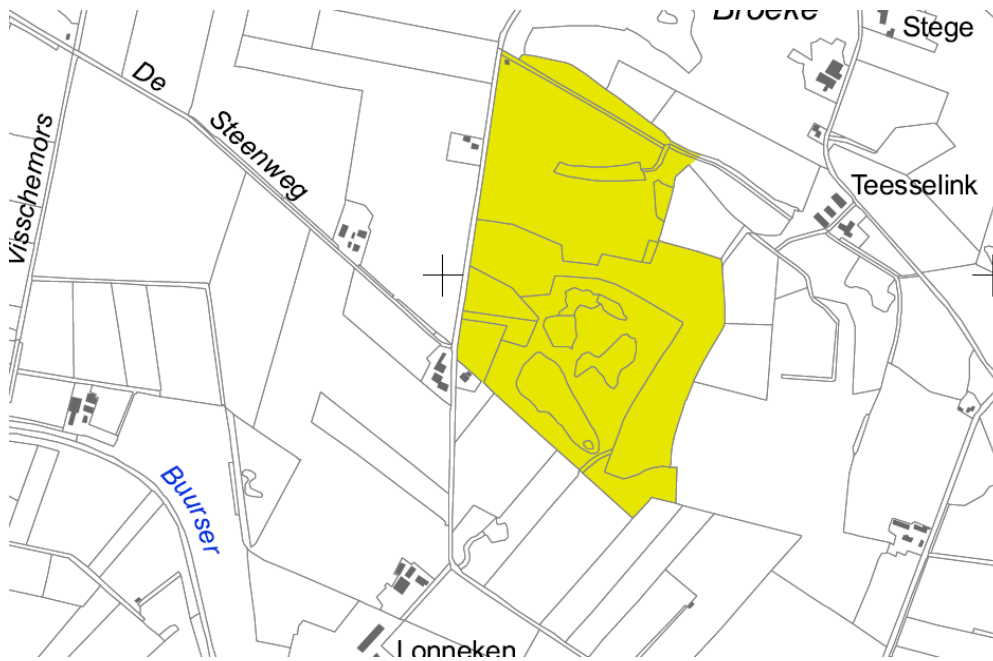 Broeke
Stege
De
Steenweg
Visschemors
Teesselink
Buurser
Lonneken